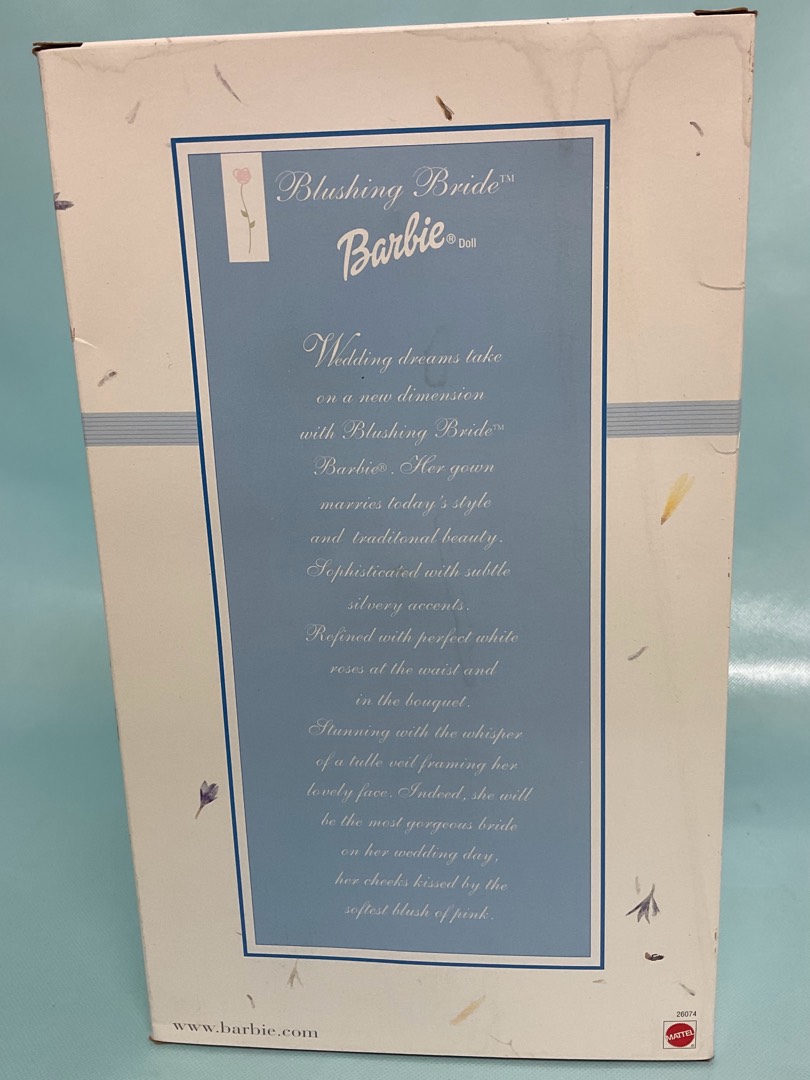 Blushing Bride™
Barbie® Doll
Wedding dreams take
on a new dimension
with Blushing Bride™
Barbie®. Her gown
marries today's style
and traditonal beauty.
Sophisticated with subtle
silvery accents.
Refined with perfect white
roses at the waist and
in the bouquet.
Stunning with the whisper
of a tulle veil framing her
lovely face. Indeed, she will
be the most gorgeous bride
on her wedding day,
her cheeks kissed by the
softest blush of pink.
www.barbie.com
26074
MATTEL